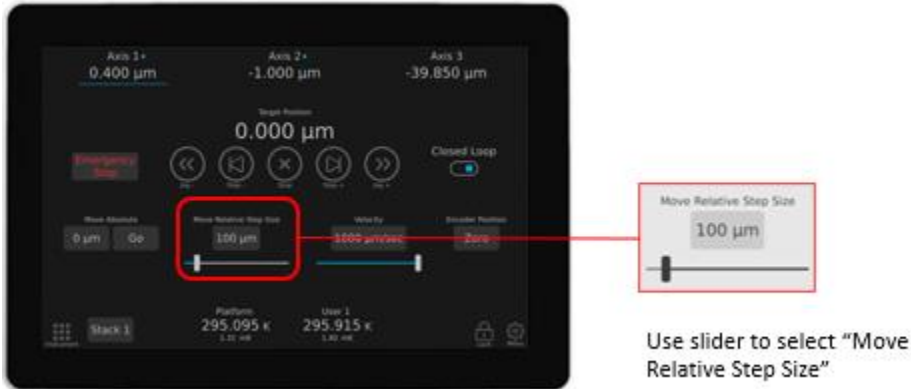 Axis 1•
Axis 2•
Axis 3
0.400 µm
-1.000 µm
-39.850 µm
Target Position
0.000 µm
Emergency
Stop
Closed Loop
Move Absolute
Move Relative Step Size
Velocity
Encoder Position
0 µm
Go
100 µm
1800 µm/sec
Zero
Platform
User 1
Stack 1
295.095 K
295.915 K
Move Relative Step Size
100 µm
Use slider to select “Move
Relative Step Size”